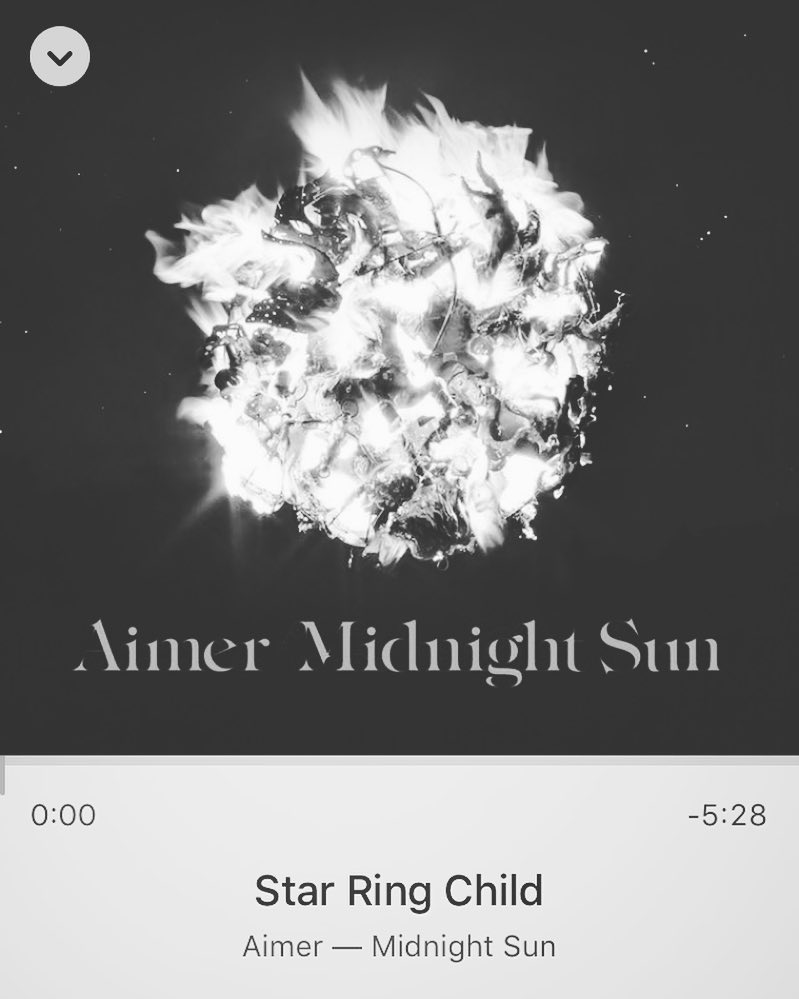 Aimer Midnight Sun
0:00
-5:28
Star Ring Child
Aimer — Midnight Sun